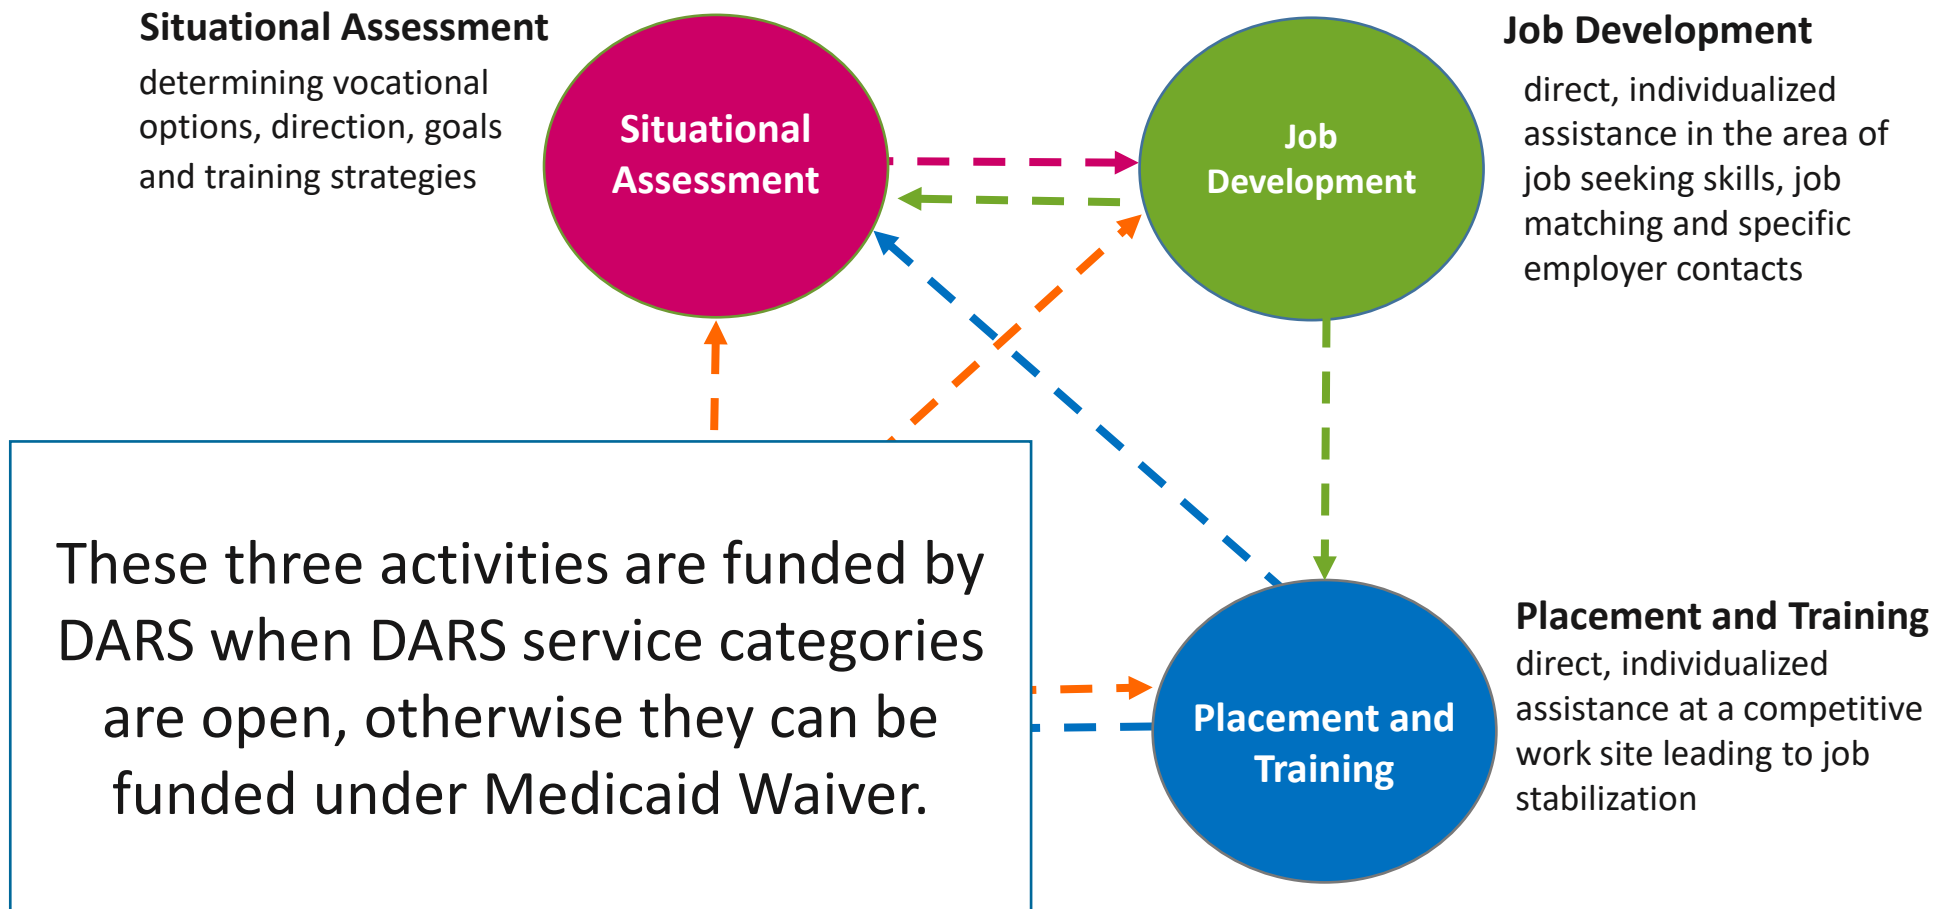 Situational Assessment
determining vocational
options, direction, goals
and training strategies
Situational
Assessment
Job
Development
Job Development
direct, individualized
assistance in the area of
job seeking skills, job
matching and specific
employer contacts
These three activities are funded by
DARS when DARS service categories
are open, otherwise they can be
funded under Medicaid Waiver.
Placement and
Training
Placement and Training
direct, individualized
assistance at a competitive
work site leading to job
stabilization